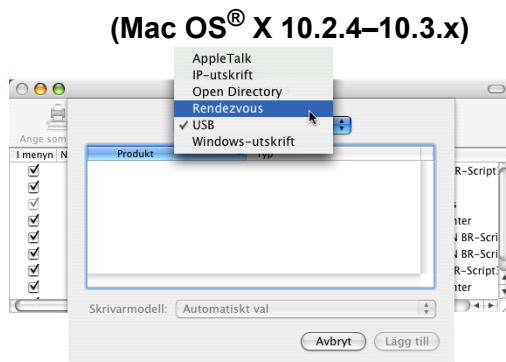 (Mac OS® X 10.2.4–10.3.x)
AppleTalk
IP-utskrift
Open Directory
Rendezvous
✓ USB
Windows-utskrift
Ange som
I menyn N
Produkt Typ
R-Script
nter
N BR-Scri
N BR-Scri
R-Script
nter
Skrivarmodell: Automatiskt val
Avbryt Lägg till